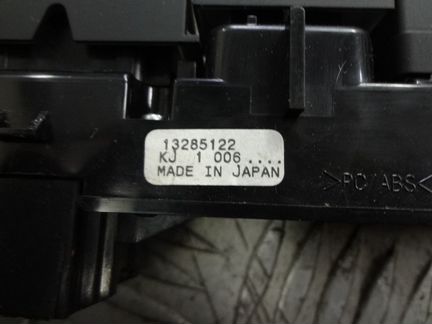 13285122
KJ 1 006 ....
MADE IN JAPAN
>PC/ABS<